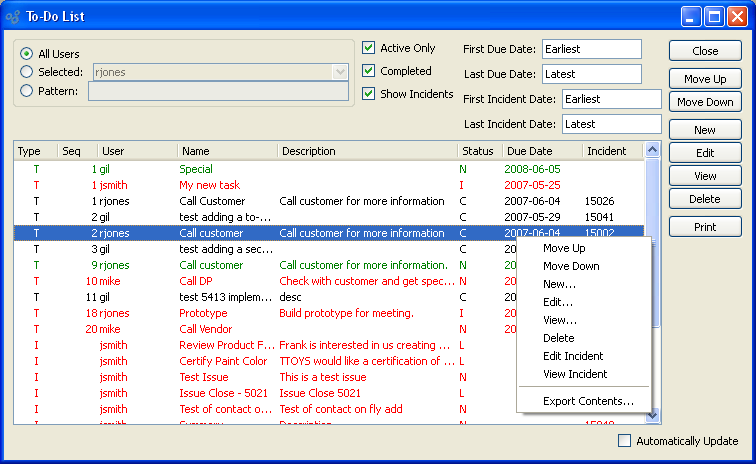 To-Do List
All Users
Selected: rjones
Pattern:
Active Only
Completed
Show Incidents
First Due Date: Earliest
Last Due Date: Latest
First Incident Date: Earliest
Last Incident Date: Latest
Close
Move Up
Move Down
New
Edit
View
Delete
Print
Type Seq User Name Description Status Due Date Incident
T 1 gil Special N 2008-06-05
T 1 jsmith My new task I 2007-05-25
T 1 rjones Call Customer Call customer for more information C 2007-06-04 15026
T 2 gil test adding a to-... C 2007-05-29 15041
T 2 rjones Call customer Call customer for more information C 2007-06-04 15002
T 3 gil test adding a sec... C 20
T 9 rjones Call customer Call customer for more information. N 20
T 10 mike Call DP Check with customer and get spec... N 20
T 11 gil test 5413 implem... desc C 20
T 18 rjones Prototype Build prototype for meeting. I 20
T 20 mike Call Vendor N 20
I jsmith Review Product F... Frank is interested in us creating ... L
I jsmith Certify Paint Color TTOYS would like a certification of ... L
I jsmith Test Issue This is a test issue N
I jsmith Issue Close - 5021 Issue Close 5021 L
I jsmith Test of contact o... Test of contact on fly add N
I jsmith Summary Description N
Move Up
Move Down
New...
Edit...
View...
Delete
Edit Incident
View Incident
Export Contents...
Automatically Update